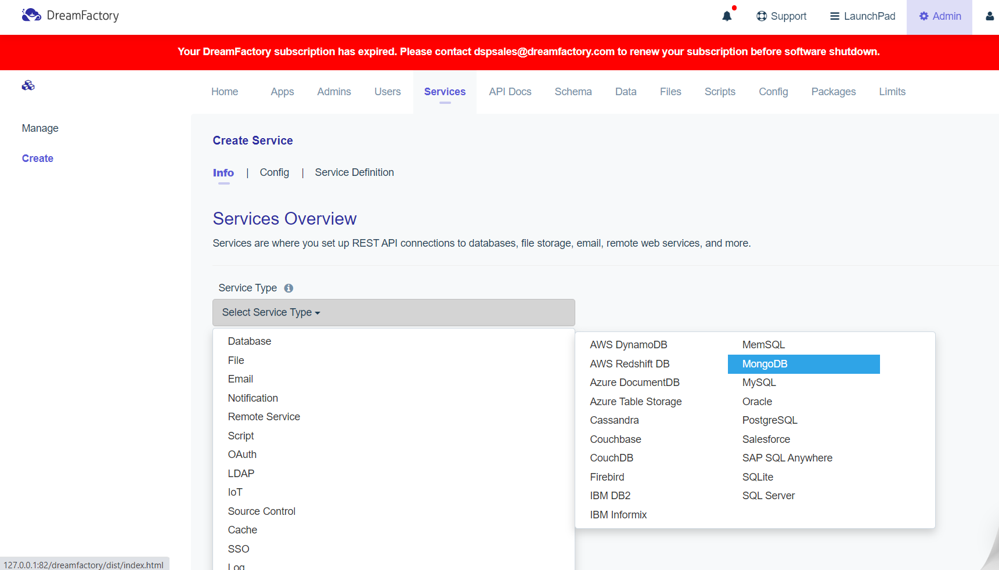 DreamFactory
Support
LaunchPad
Admin
Your DreamFactory subscription has expired. Please contact dspsales@dreamfactory.com to renew your subscription before software shutdown.
Home Apps Admins Users Services API Docs Schema Data Files Scripts Config Packages Limits
Manage
Create
Create Service
Info | Config | Service Definition
Services Overview
Services are where you set up REST API connections to databases, file storage, email, remote web services, and more.
Service Type
Select Service Type
Database
File
Email
Notification
Remote Service
Script
OAuth
LDAP
IoT
Source Control
Cache
SSO
Log
AWS DynamoDB
AWS Redshift DB
Azure DocumentDB
Azure Table Storage
Cassandra
Couchbase
CouchDB
Firebird
IBM DB2
IBM Informix
MemSQL
MongoDB
MySQL
Oracle
PostgreSQL
Salesforce
SAP SQL Anywhere
SQLite
SQL Server
127.0.0.1:82/dreamfactory/dist/index.html